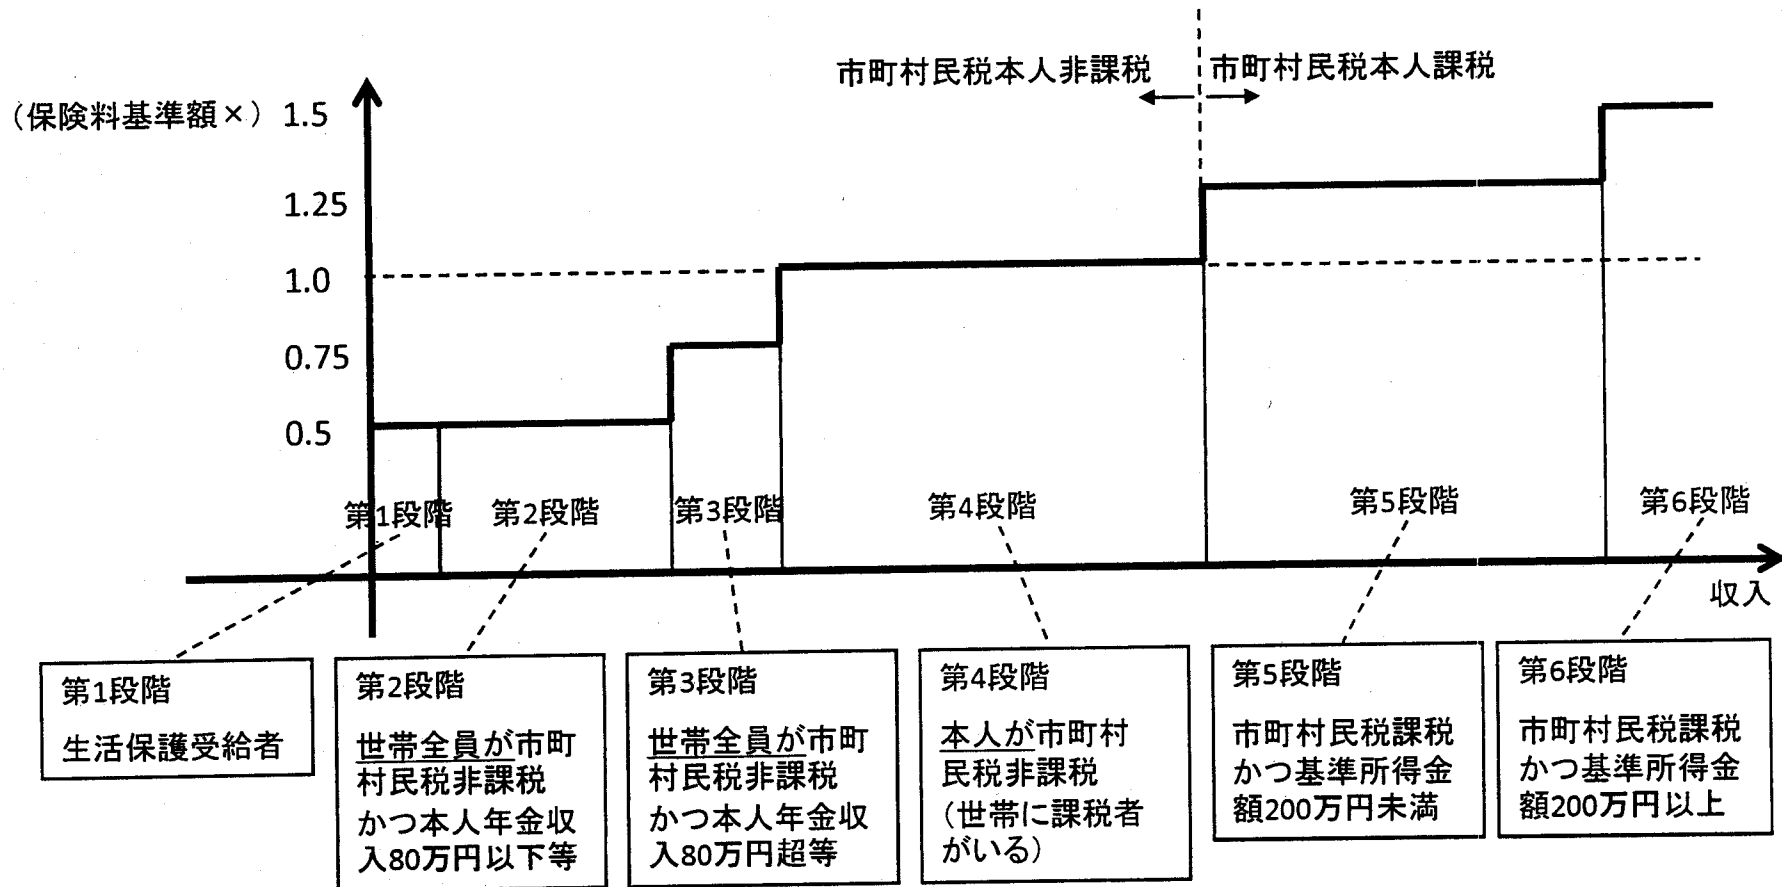 市町村民税本人非課税
市町村民税本人課税
(保険料基準額×)
1.5
1.25
1.0
0.75
0.5
第1段階
第2段階
第3段階
第4段階
第5段階
第6段階
収入
第1段階
生活保護受給者
第2段階
世帯全員が市町
村民税非課税
かつ本人年金収
入80万円以下等
第3段階
世帯全員が市町
村民税非課税
かつ本人年金収
入80万円超等
第4段階
本人が市町村
民税非課税
(世帯に課税者
がいる)
第5段階
市町村民税課税
かつ基準所得金
額200万円未満
第6段階
市町村民税課税
かつ基準所得金
額200万円以上